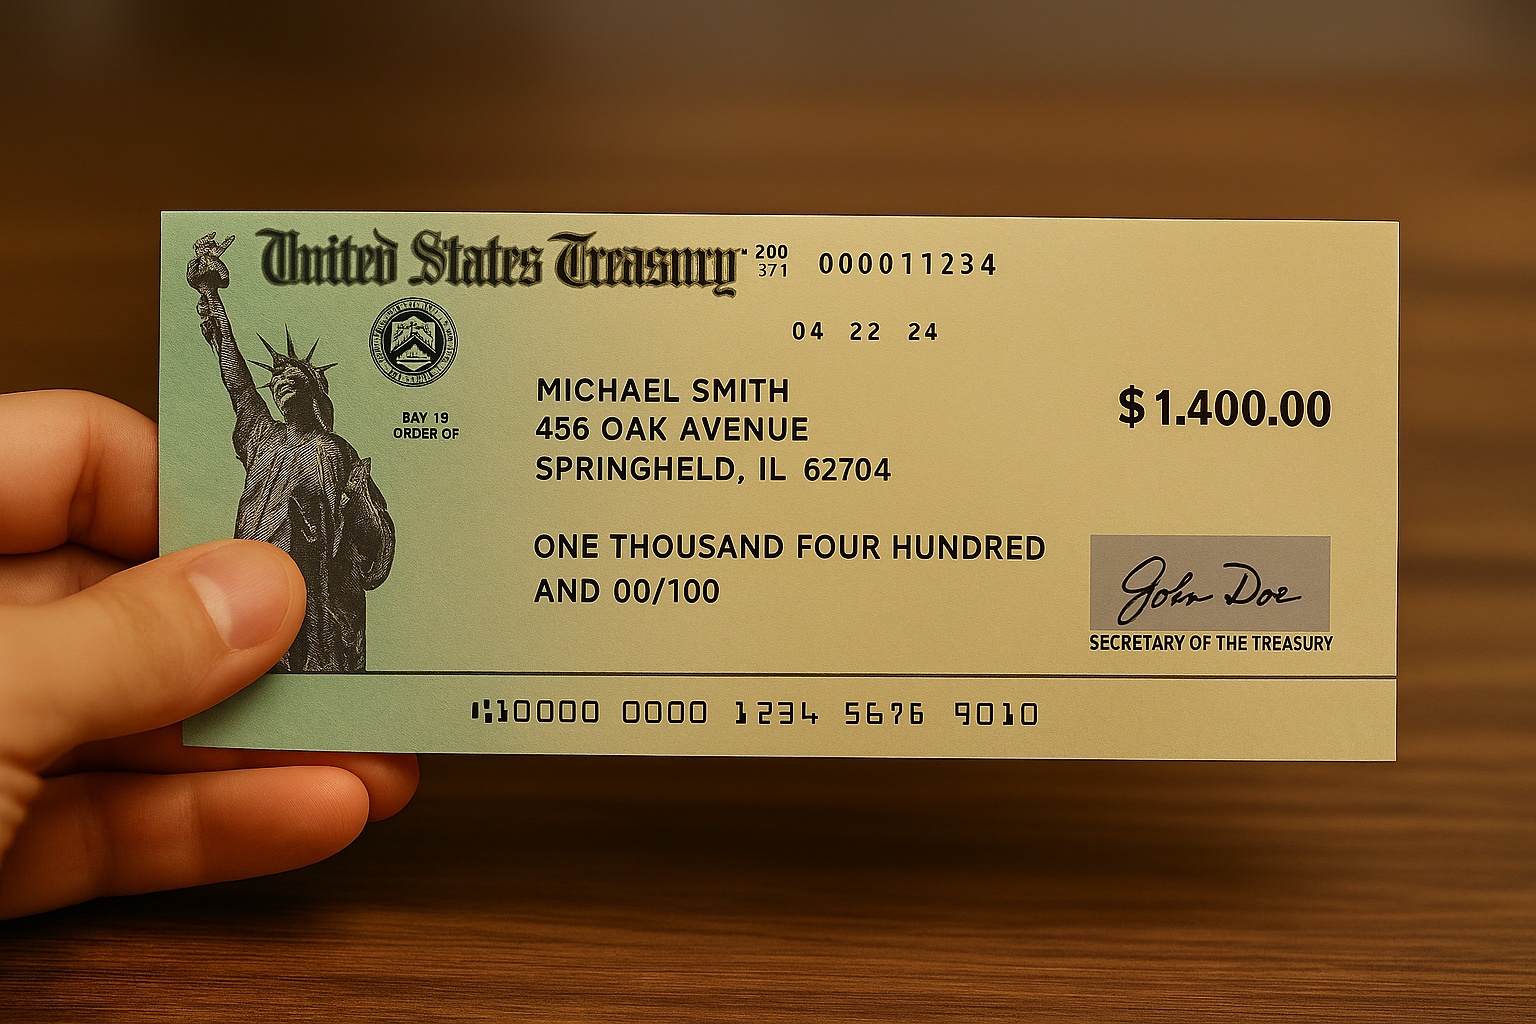 United States Treasury
200
371
000011234
04 22 24
BAY 19
ORDER OF
MICHAEL SMITH
456 OAK AVENUE
SPRINGHELD, IL 62704
$1.400.00
ONE THOUSAND FOUR HUNDRED
AND 00/100
John Doe
SECRETARY OF THE TREASURY
10000 0000 1234 5676 9010